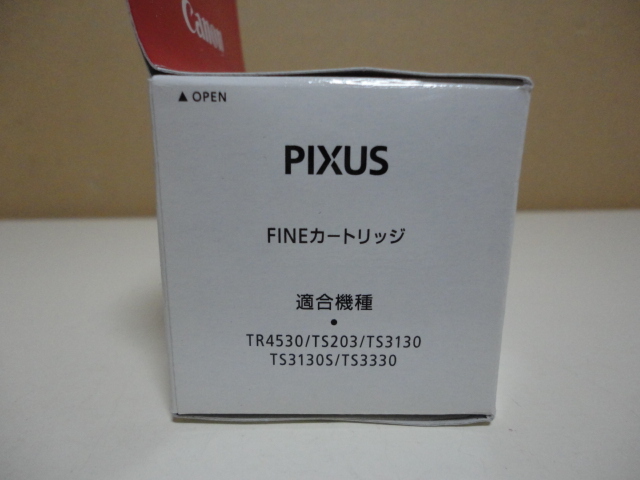 Canon
▲ OPEN
PIXUS
FINEカートリッジ
適合機種
●
TR4530/TS203/TS3130
TS3130S/TS3330